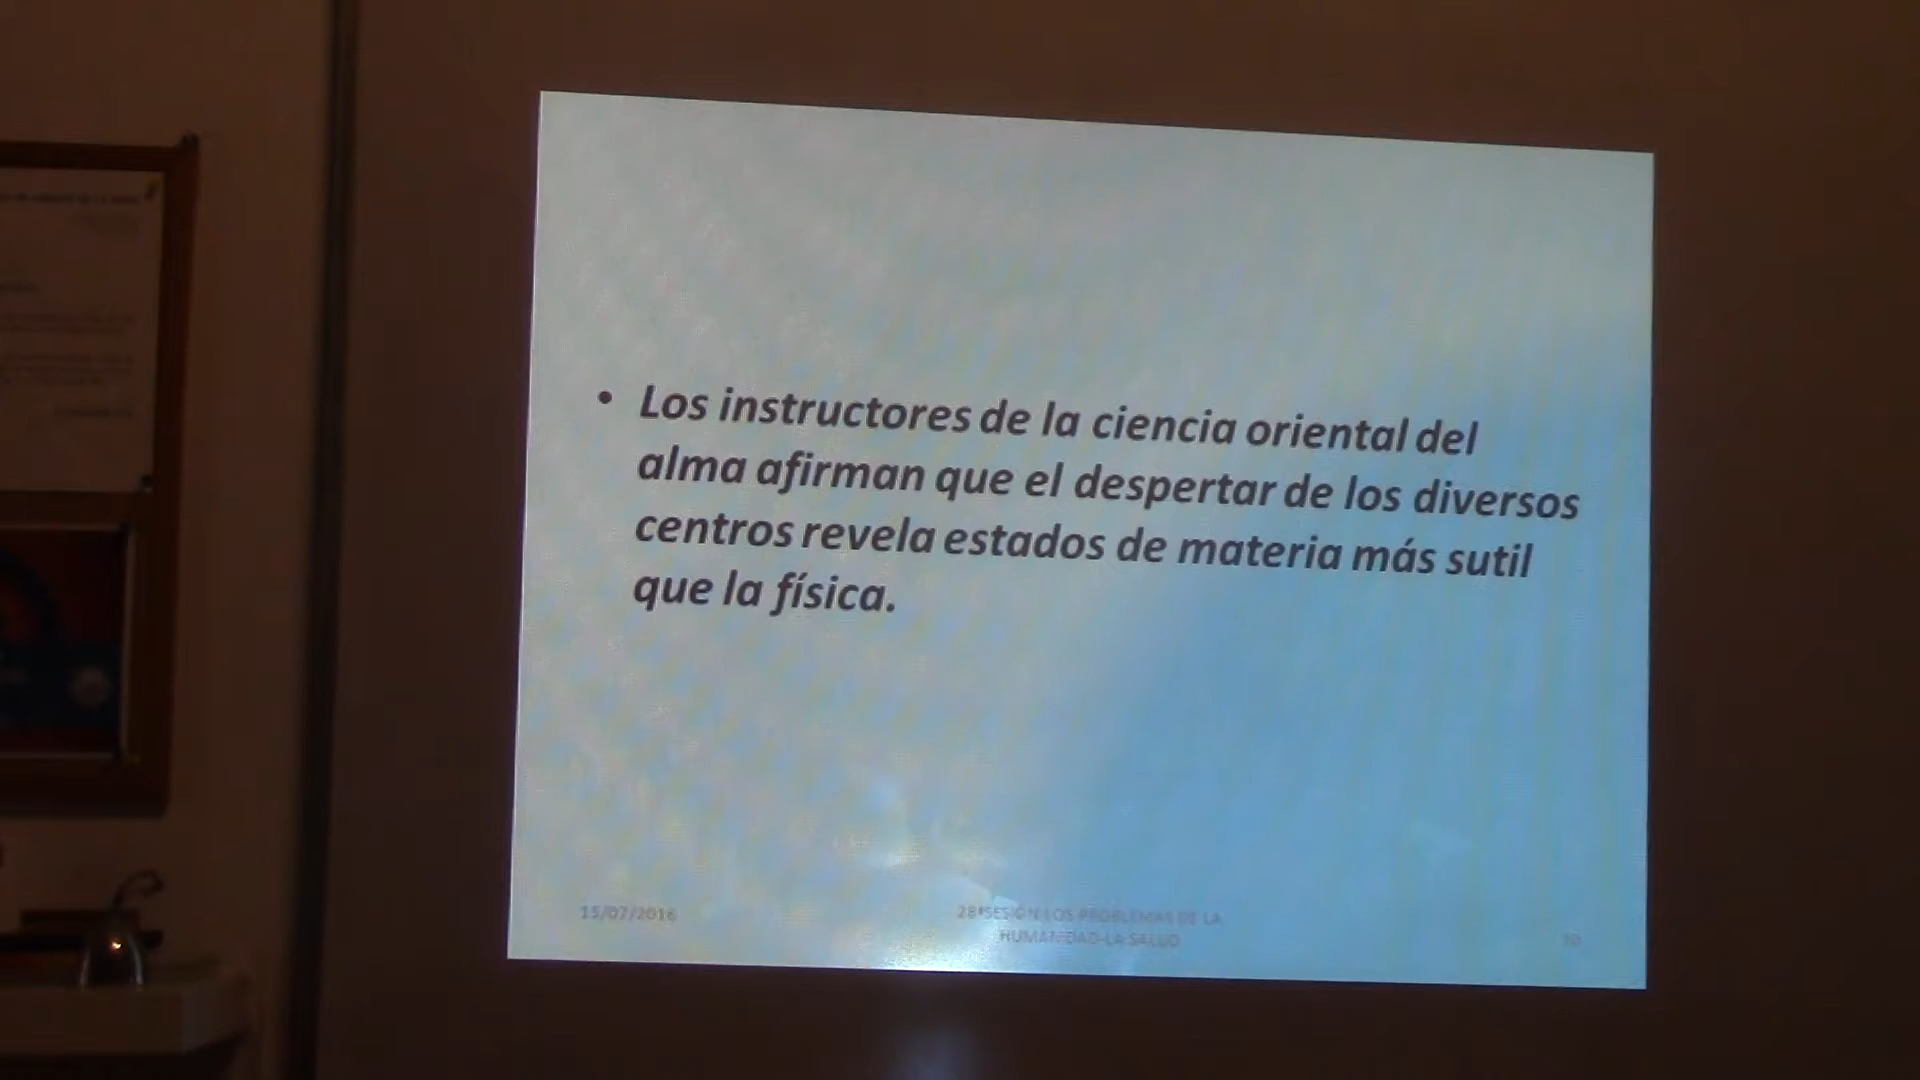 • Los instructores de la ciencia oriental del
alma afirman que el despertar de los diversos
centros revela estados de materia más sutil
que la física.
15/07/2016
28ªSESIÓN LOS PROBLEMAS DE LA
HUMANIDAD-LA SALUD